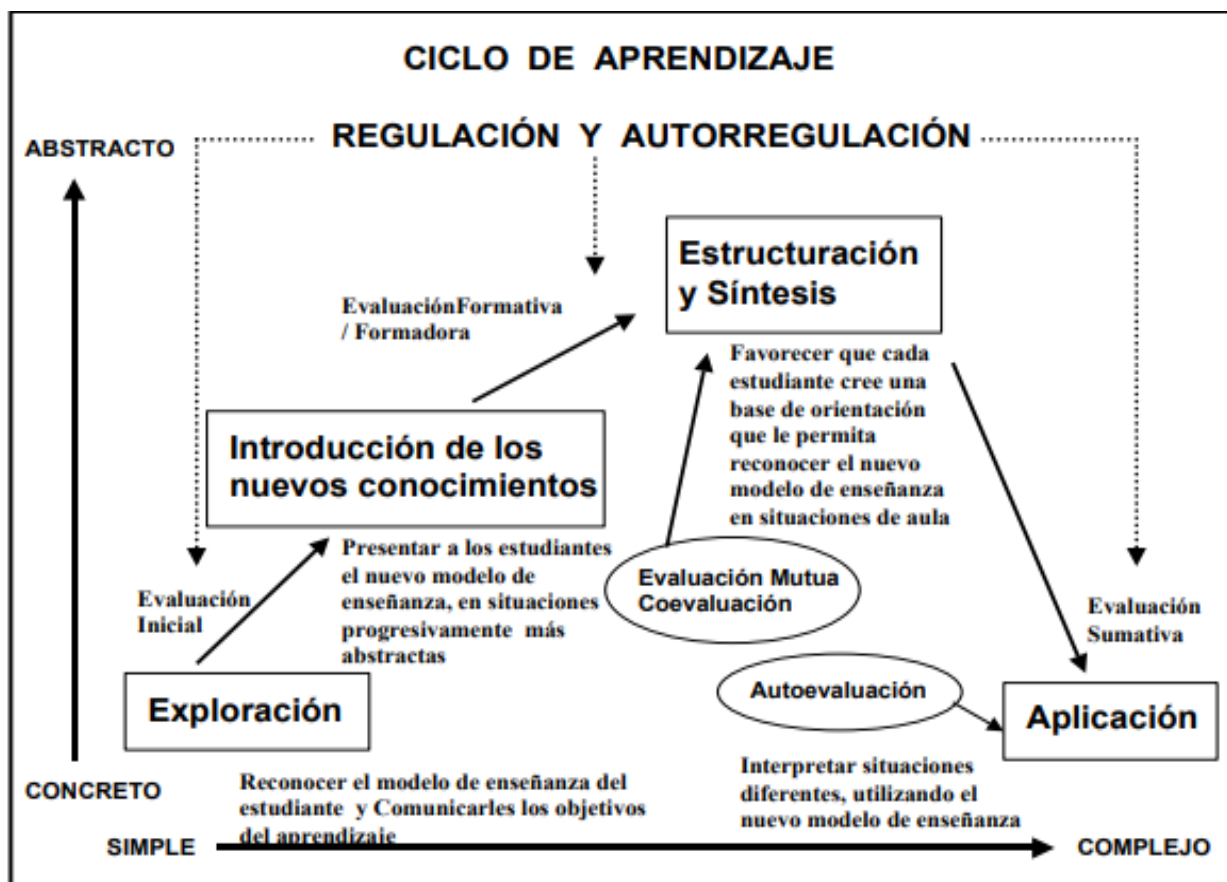 CICLO DE APRENDIZAJE
REGULACIÓN Y AUTORREGULACIÓN
ABSTRACTO
Estructuración
y Síntesis
EvaluaciónFormativa
/ Formadora
Favorecer que cada
estudiante cree una
base de orientación
que le permita
reconocer el nuevo
modelo de enseñanza
en situaciones de aula
Introducción de los
nuevos conocimientos
Presentar a los estudiantes
el nuevo modelo de
enseñanza, en situaciones
progresivamente más
abstractas
Evaluación Mutua
Coevaluación
Evaluación
Inicial
Evaluación
Sumativa
Exploración
Autoevaluación
Aplicación
Reconocer el modelo de enseñanza del
estudiante y Comunicarles los objetivos
del aprendizaje
Interpretar situaciones
diferentes, utilizando el
nuevo modelo de enseñanza
CONCRETO
SIMPLE
COMPLEJO